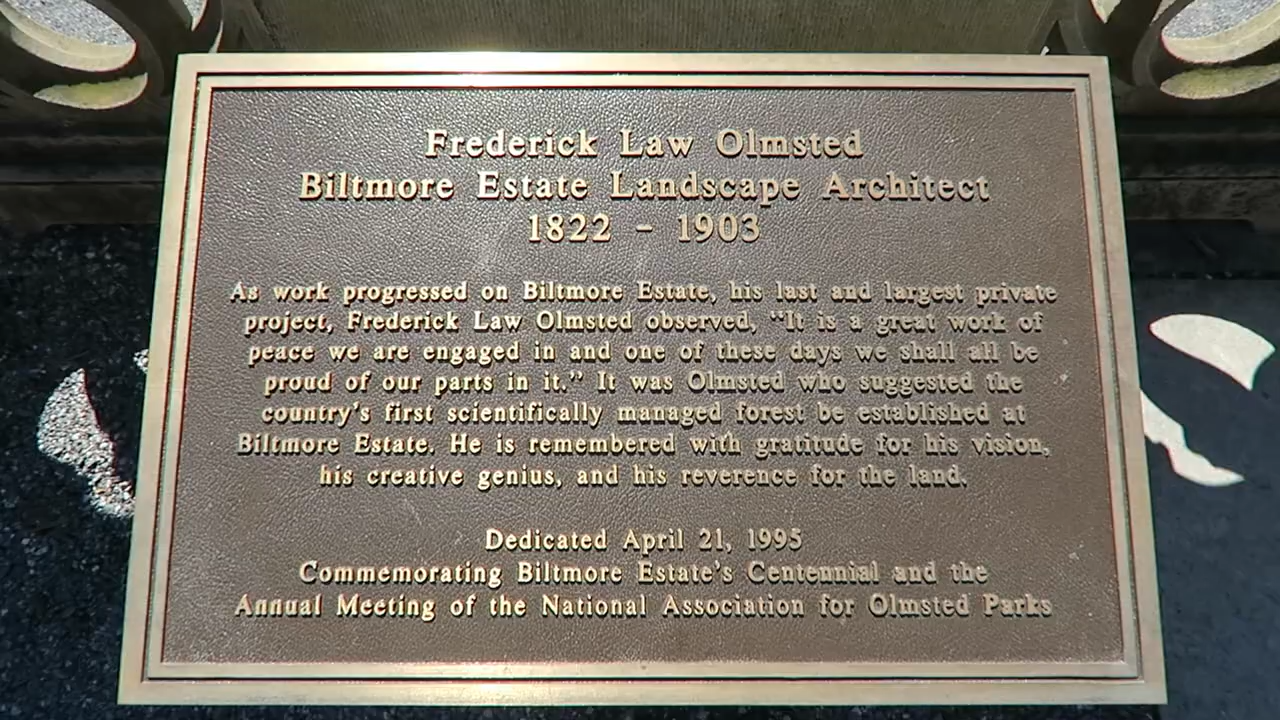 Frederick Law Olmsted
Biltmore Estate Landscape Architect
1822 - 1903
As work progressed on Biltmore Estate, his last and largest private
project, Frederick Law Olmsted observed, "It is a great work of
peace we are engaged in and one of these days we shall all be
proud of our parts in it." It was Olmsted who suggested the
country's first scientifically managed forest be established at
Biltmore Estate. He is remembered with gratitude for his vision,
his creative genius, and his reverence for the land.
Dedicated April 21, 1995
Commemorating Biltmore Estate's Centennial and the
Annual Meeting of the National Association for Olmsted Parks